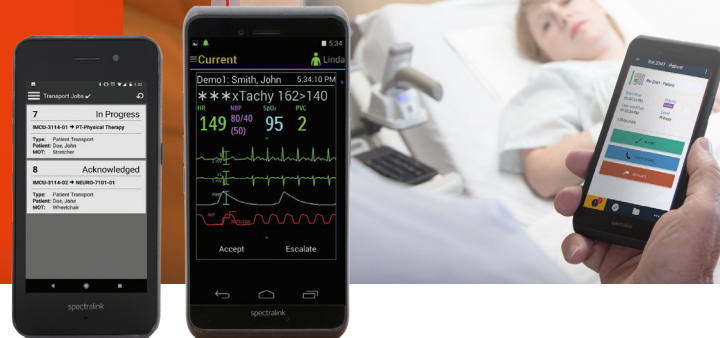 Transport Jobs
7 In Progress
IMCU-3114-01 → PT-Physical Therapy
Type: Patient Transport
Patient: Doe, John
MOT: Stretcher
8 Acknowledged
IMCU-3114-02 → NEURO-7101-01
Type: Patient Transport
Patient: Doe, John
MOT: Wheelchair
spectralink
5:34
Current Linda
Demo1: Smith, John 5:34:10 PM
***xTachy 162>140
HR NBP SpO₂ PVC
149 80/40 95 2
(50)
Accept Escalate
spectralink